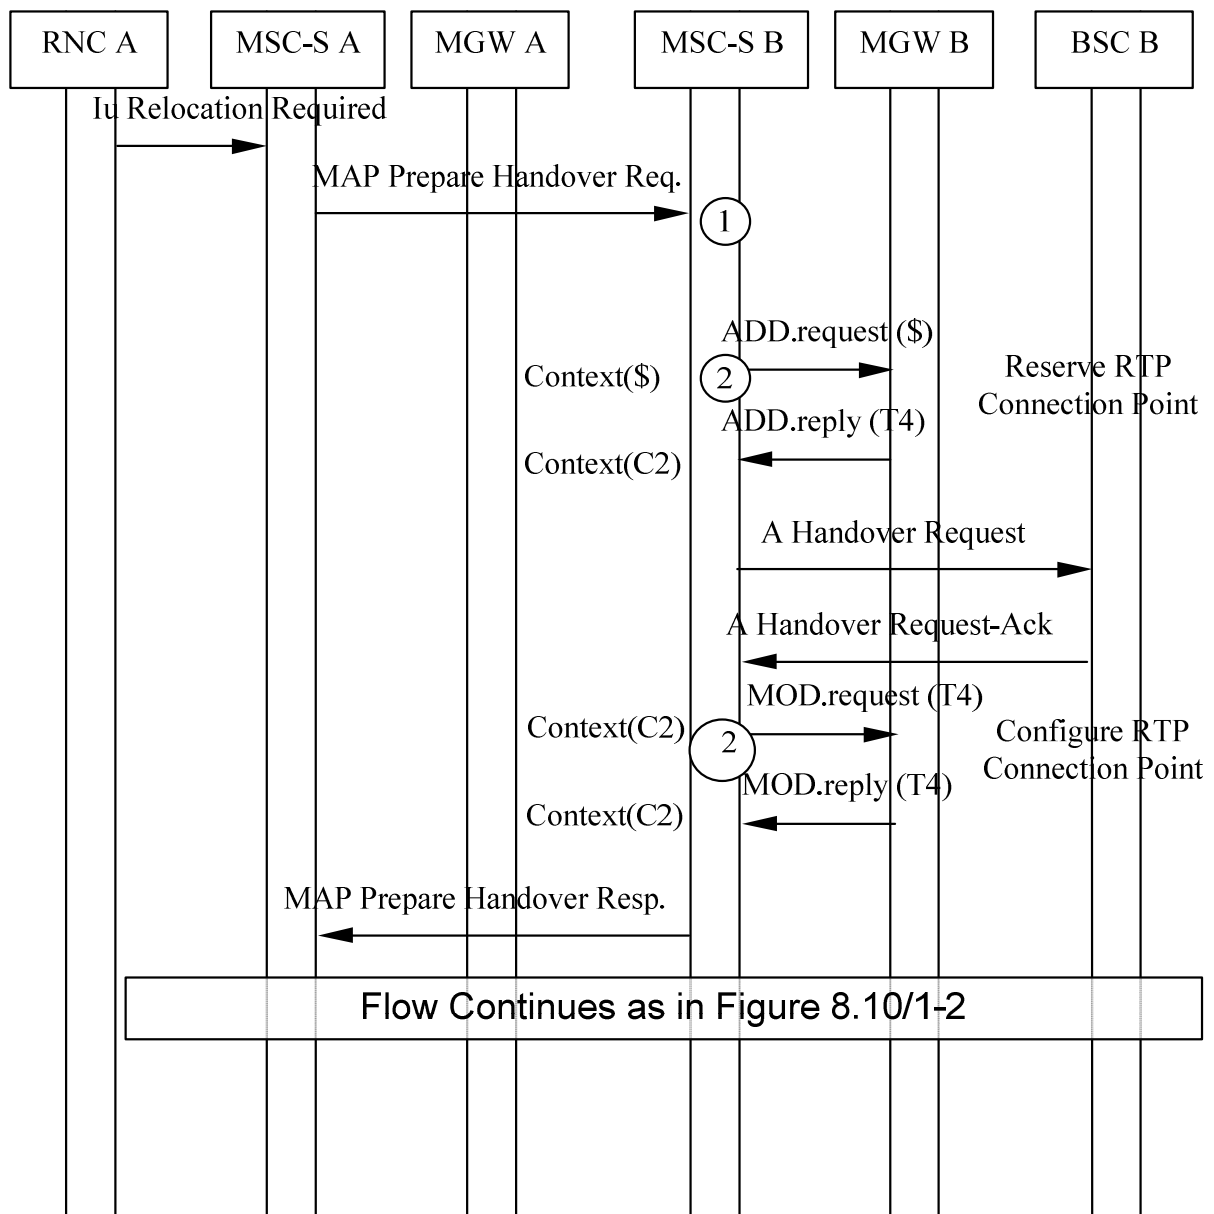 RNC A
MSC-S A
MGW A
MSC-S B
MGW B
BSC B
Iu Relocation Required
MAP Prepare Handover Req.
1
ADD.request ($)
Context($)
2
Reserve RTP
Connection Point
ADD.reply (T4)
Context(C2)
A Handover Request
A Handover Request-Ack
MOD.request (T4)
Context(C2)
2
Configure RTP
Connection Point
MOD.reply (T4)
Context(C2)
MAP Prepare Handover Resp.
Flow Continues as in Figure 8.10/1-2